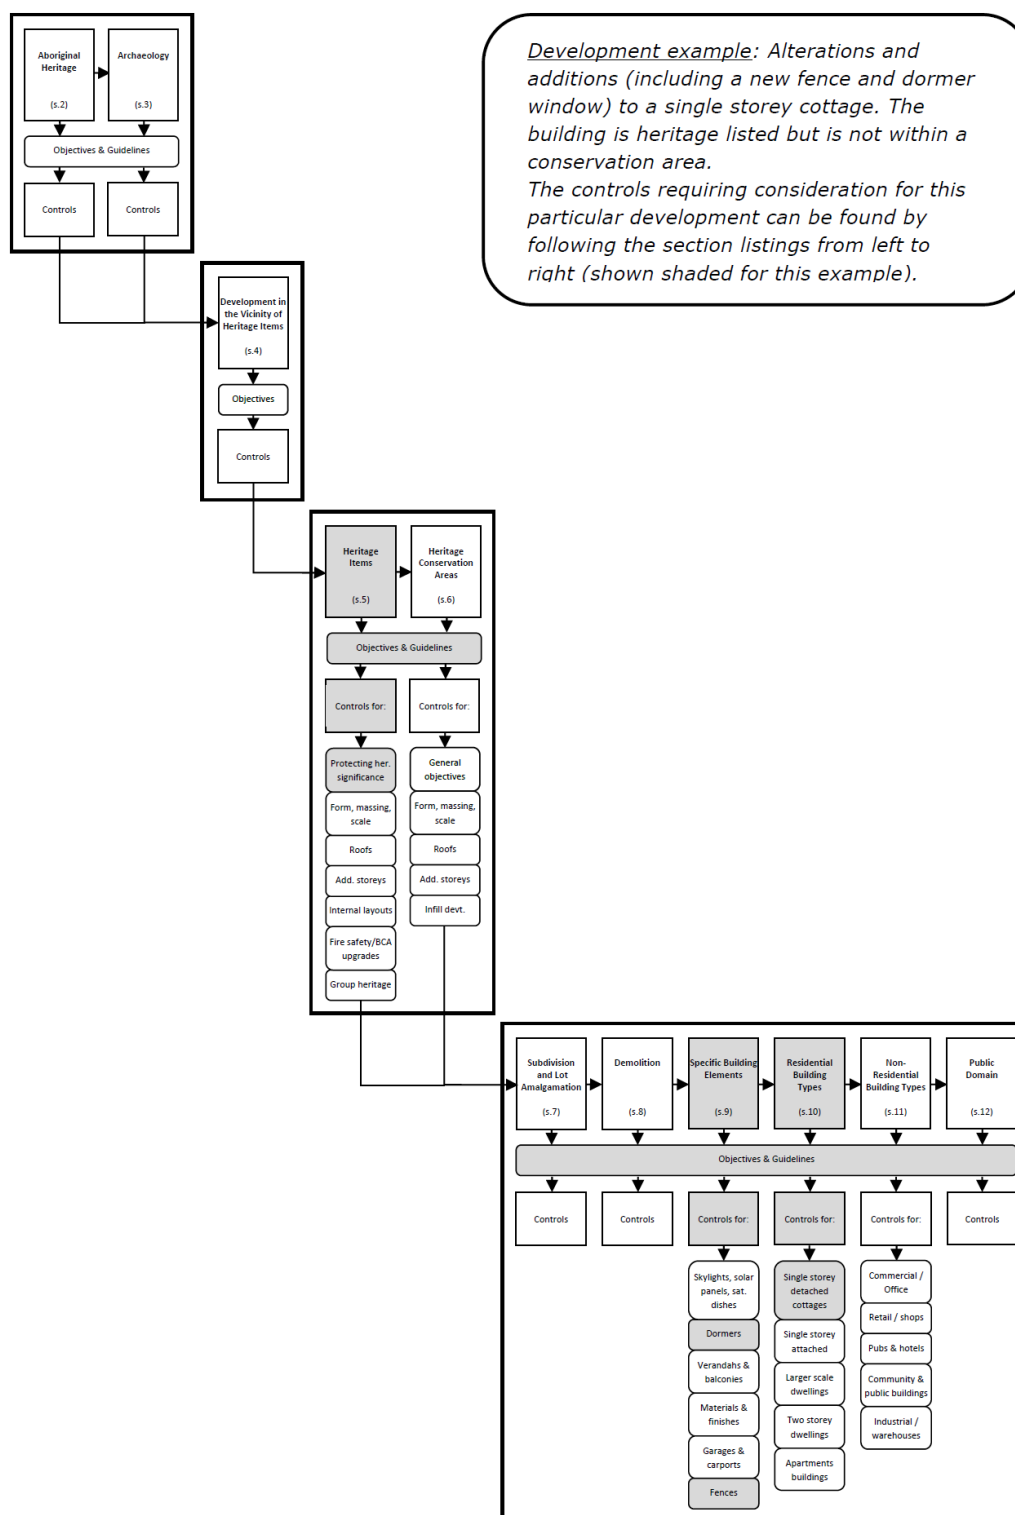 Development example: Alterations and
additions (including a new fence and dormer
window) to a single storey cottage. The
building is heritage listed but is not within a
conservation area.
The controls requiring consideration for this
particular development can be found by
following the section listings from left to
right (shown shaded for this example).
Aboriginal
Heritage
(s.2)
Archaeology
(s.3)
Objectives & Guidelines
Controls
Controls
Development in
the Vicinity of
Heritage Items
(s.4)
Objectives
Controls
Heritage
Items
(s.5)
Heritage
Conservation
Areas
(s.6)
Objectives & Guidelines
Controls for:
Controls for:
Protecting her.
significance
Form, massing,
scale
Roofs
Add. storeys
Internal layouts
Fire safety/BCA
upgrades
Group heritage
General
objectives
Form, massing,
scale
Roofs
Add. storeys
Infill devt.
Subdivision
and Lot
Amalgamation
(s.7)
Demolition
(s.8)
Specific Building
Elements
(s.9)
Residential
Building
Types
(s.10)
Non-
Residential
Building Types
(s.11)
Public
Domain
(s.12)
Objectives & Guidelines
Controls
Controls
Controls for:
Controls for:
Controls for:
Controls
Skylights, solar
panels, sat.
dishes
Dormers
Verandahs &
balconies
Materials &
finishes
Garages &
carports
Fences
Single storey
detached
cottages
Single storey
attached
Larger scale
dwellings
Two storey
dwellings
Apartments
buildings
Commercial /
Office
Retail / shops
Pubs & hotels
Community &
public buildings
Industrial /
warehouses